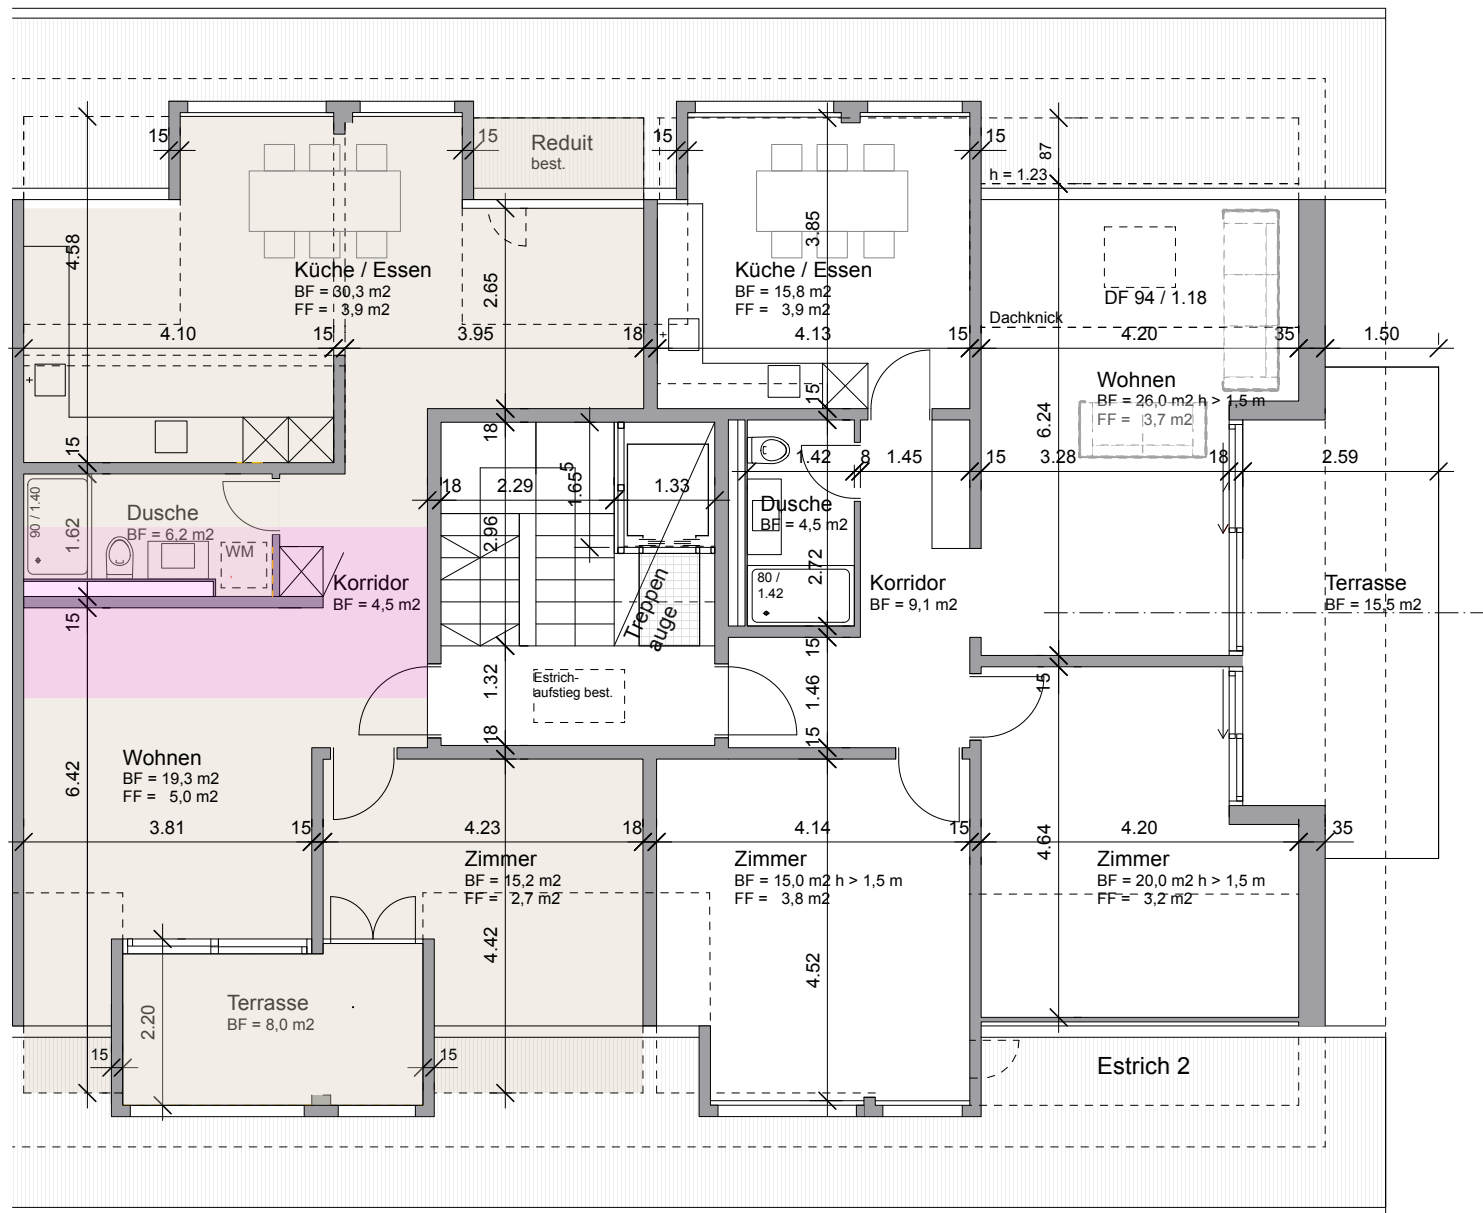 15
15
Reduit
best.
15
15
87
h = 1.23
4.58
3.85
Küche / Essen
BF = 30,3 m2
FF = 3,9 m2
2.65
Küche / Essen
BF = 15,8 m2
FF = 3,9 m2
DF 94 / 1.18
Dachknick
4.10
15
3.95
18
4.13
15
4.20
35
1.50
+
+
15
Wohnen
BF = 26,0 m2 h > 1,5 m
FF = 3,7 m2
6.24
15
18
18
2.29
1.65
5
1.33
1.42
8
1.45
15
3.28
18
2.59
90 / 1.40
1.62
Dusche
BF = 6,2 m2
WM
2.96
Dusche
BF = 4,5 m2
2.72
80 /
1.42
Korridor
BF = 4,5 m2
Treppen
auge
Korridor
BF = 9,1 m2
Terrasse
BF = 15,5 m2
15
15
1.32
Estrich-
aufstieg best.
1.46
15
18
15
Wohnen
BF = 19,3 m2
FF = 5,0 m2
6.42
3.81
15
4.23
18
4.14
15
4.20
35
4.64
Zimmer
BF = 15,2 m2
FF = 2,7 m2
Zimmer
BF = 15,0 m2 h > 1,5 m
FF = 3,8 m2
Zimmer
BF = 20,0 m2 h > 1,5 m
FF = 3,2 m2
4.42
4.52
Terrasse
BF = 8,0 m2
2.20
15
15
Estrich 2